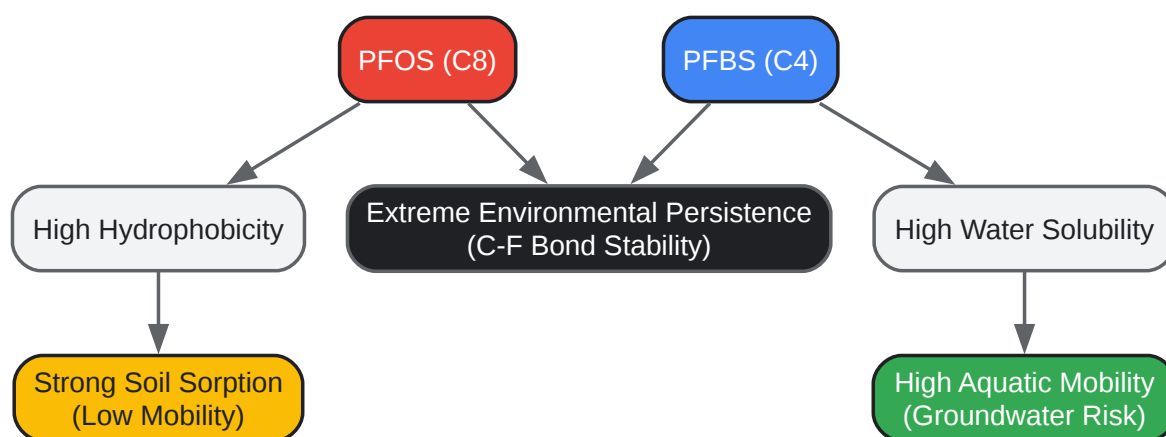 PFOS (C8)
PFBS (C4)
High Hydrophobicity
Extreme Environmental Persistence
(C-F Bond Stability)
High Water Solubility
Strong Soil Sorption
(Low Mobility)
High Aquatic Mobility
(Groundwater Risk)